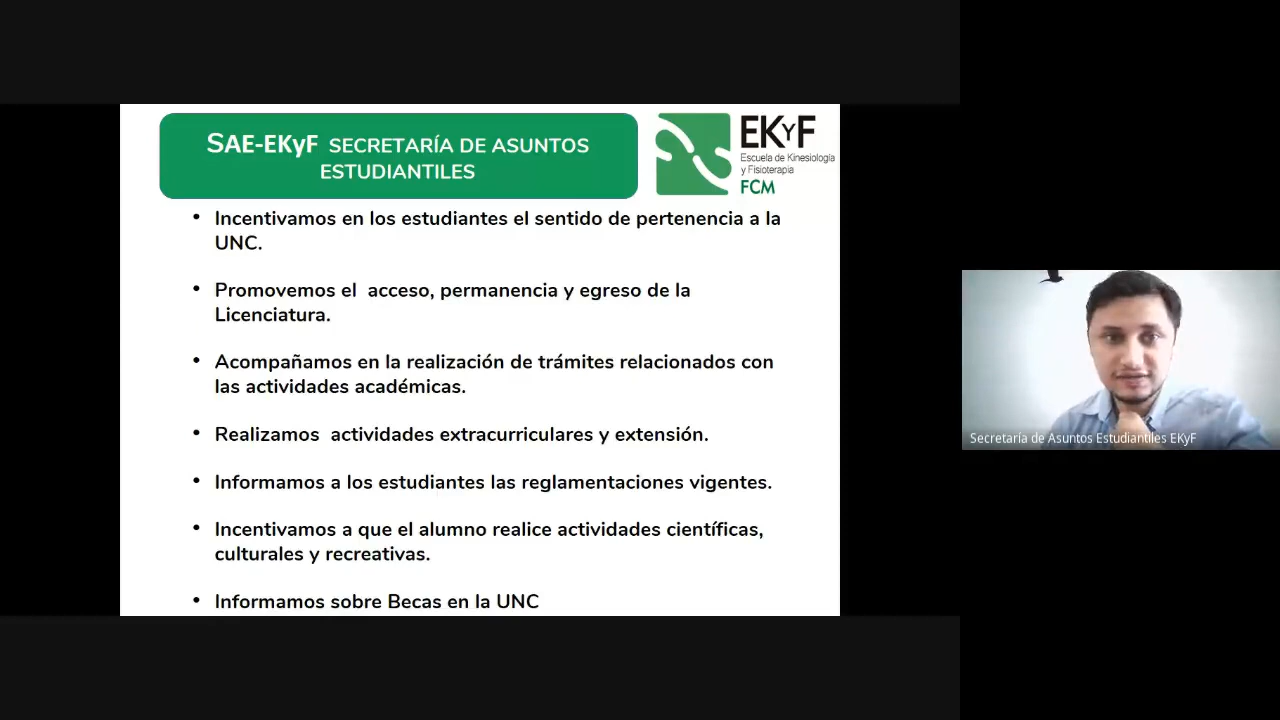 SAE-EKyF SECRETARÍA DE ASUNTOS
ESTUDIANTILES
EKYF
Escuela de Kinesiología
y Fisioterapia
FCM
• Incentivamos en los estudiantes el sentido de pertenencia a la
UNC.
• Promovemos el  acceso, permanencia y egreso de la
Licenciatura.
• Acompañamos en la realización de trámites relacionados con
las actividades académicas.
• Realizamos  actividades extracurriculares y extensión.
• Informamos a los estudiantes las reglamentaciones vigentes.
• Incentivamos a que el alumno realice actividades científicas,
culturales y recreativas.
• Informamos sobre Becas en la UNC
Secretaría de Asuntos Estudiantiles EKyF